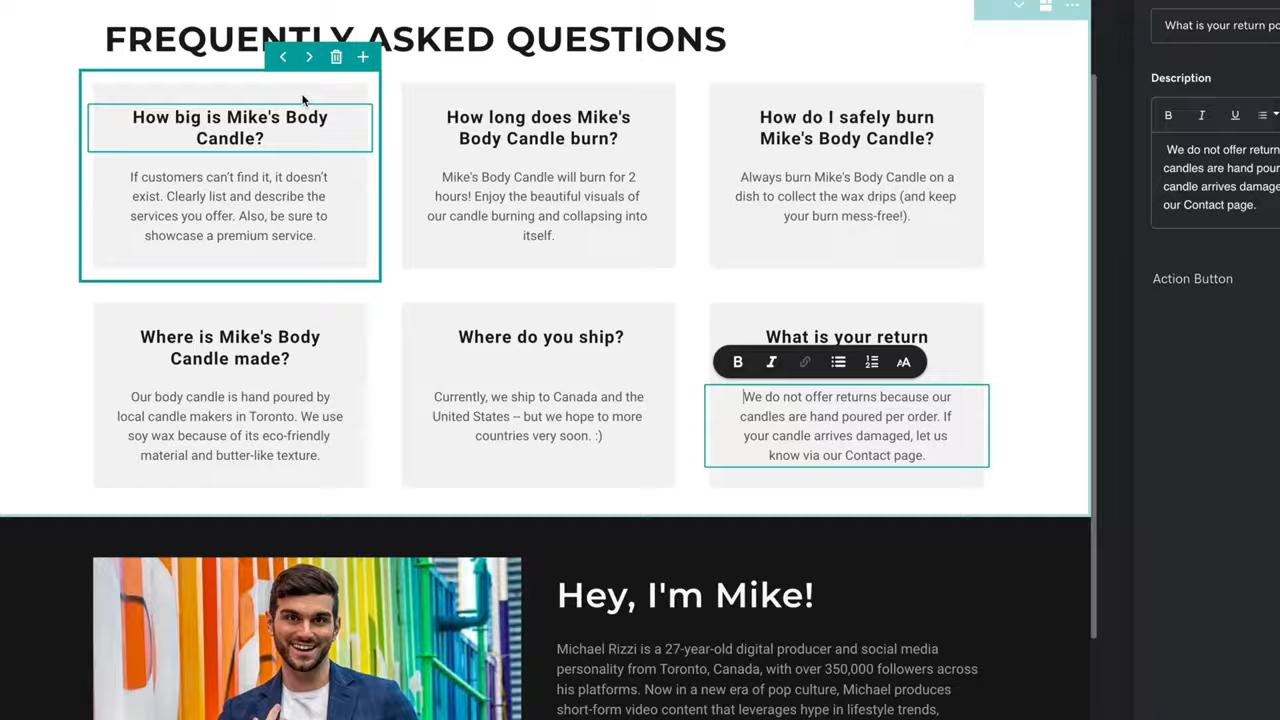 FREQUENTLY ASKED QUESTIONS
How big is Mike's Body
Candle?
If customers can't find it, it doesn't
exist. Clearly list and describe the
services you offer. Also, be sure to
showcase a premium service.
How long does Mike's
Body Candle burn?
Mike's Body Candle will burn for 2
hours! Enjoy the beautiful visuals of
our candle burning and collapsing into
itself.
How do I safely burn
Mike's Body Candle?
Always burn Mike's Body Candle on a
dish to collect the wax drips (and keep
your burn mess-free!).
Where is Mike's Body
Candle made?
Our body candle is hand poured by
local candle makers in Toronto. We use
soy wax because of its eco-friendly
material and butter-like texture.
Where do you ship?
Currently, we ship to Canada and the
United States -- but we hope to more
countries very soon. :)
What is your return
B I AA
We do not offer returns because our
candles are hand poured per order. If
your candle arrives damaged, let us
know via our Contact page.
Hey, I'm Mike!
Michael Rizzi is a 27-year-old digital producer and social media
personality from Toronto, Canada, with over 350,000 followers across
his platforms. Now in a new era of pop culture, Michael produces
short-form video content that leverages hype in lifestyle trends,
What is your return po
Description
B I U
We do not offer return
candles are hand pour
candle arrives damage
our Contact page.
Action Button